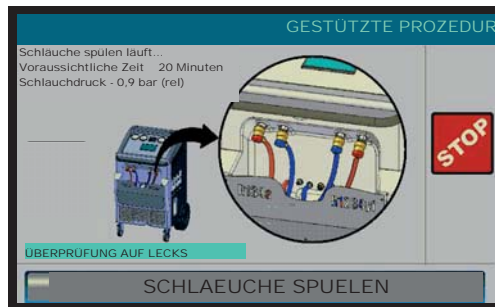 GESTÜTZTE PROZEDUR
Schläuche spülen läuft...
Voraussichtliche Zeit 20 Minuten
Schlauchdruck - 0,9 bar (rel)
STOP
ÜBERPRÜFUNG AUF LECKS
SCHLAEUCHE SPUELEN